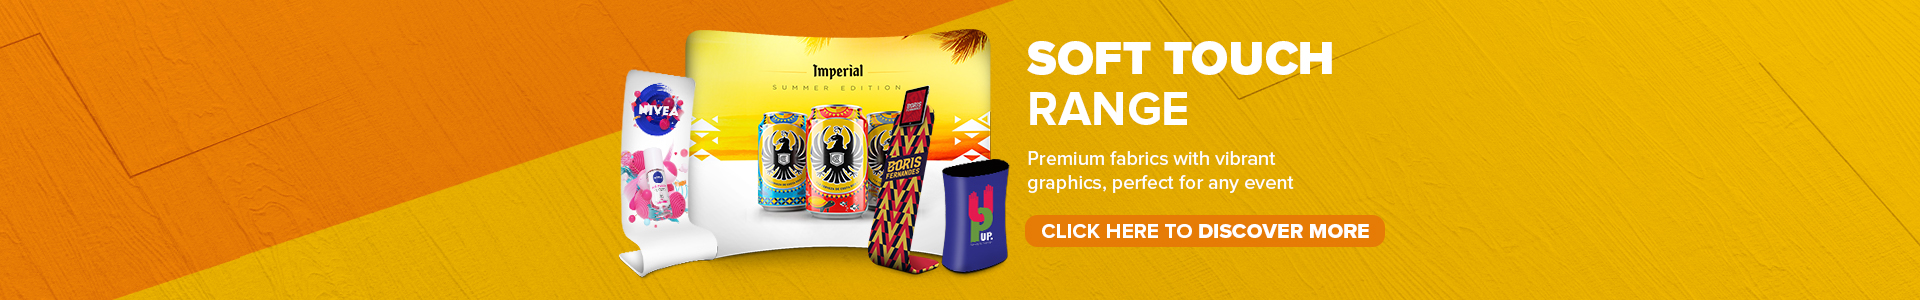 SOFT TOUCH
RANGE
Premium fabrics with vibrant
graphics, perfect for any event
CLICK HERE TO DISCOVER MORE
Imperial
SUMMER EDITION
NIVEA
BORIS
FERNANDES
UP.